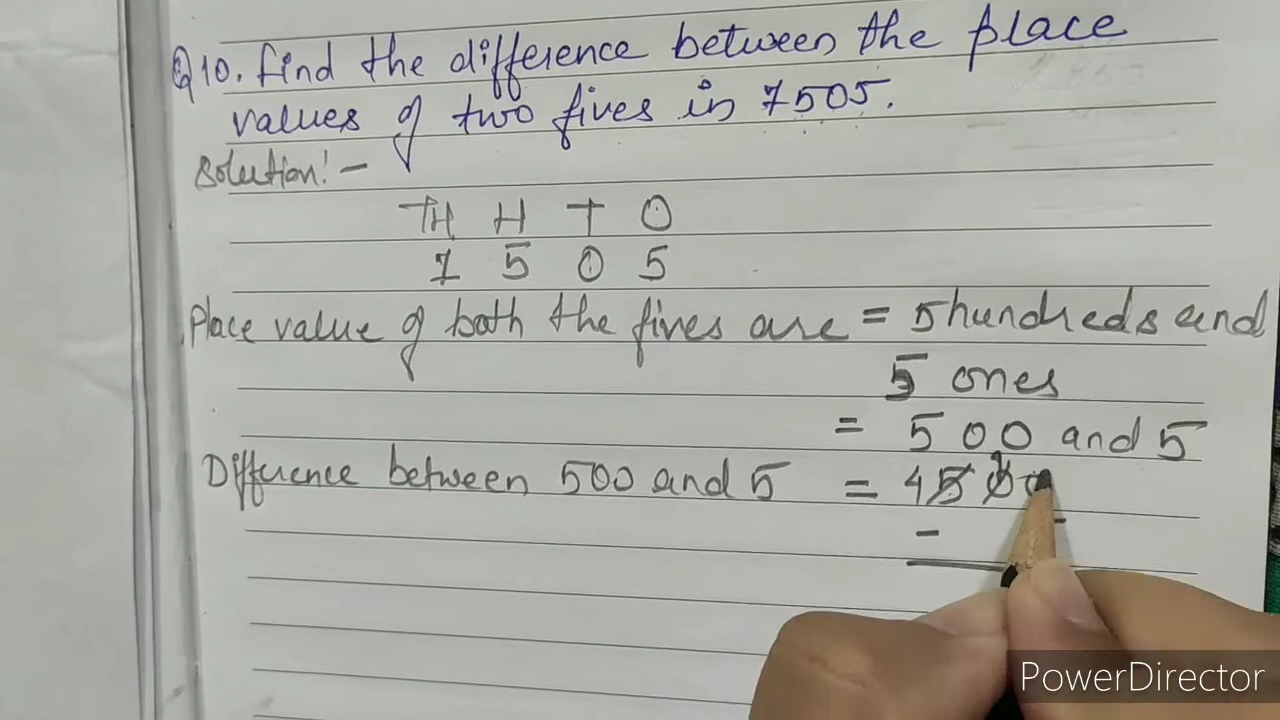 Q10. find the difference between the place
values of two fives in 7505.
Solution:-
TH H T O
7 5 0 5
Place value of both the fives are = 5 hundreds and
5 ones
= 500 and 5
Difference between 500 and 5 = 4 5
-
PowerDirector